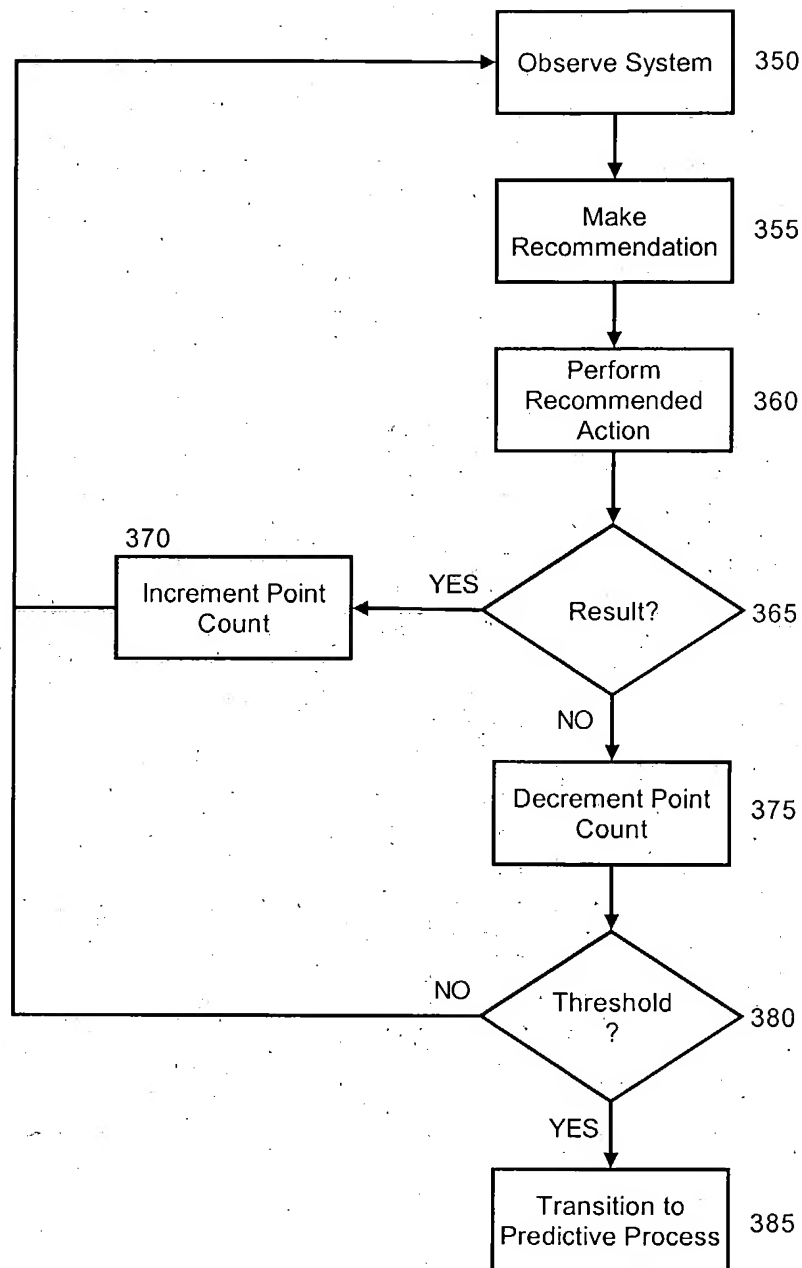 Observe System
350
Make
Recommendation
355
Perform
Recommended
Action
360
370
Increment Point
Count
YES
Result?
365
NO
Decrement Point
Count
375
NO
Threshold
?
380
YES
Transition to
Predictive Process
385